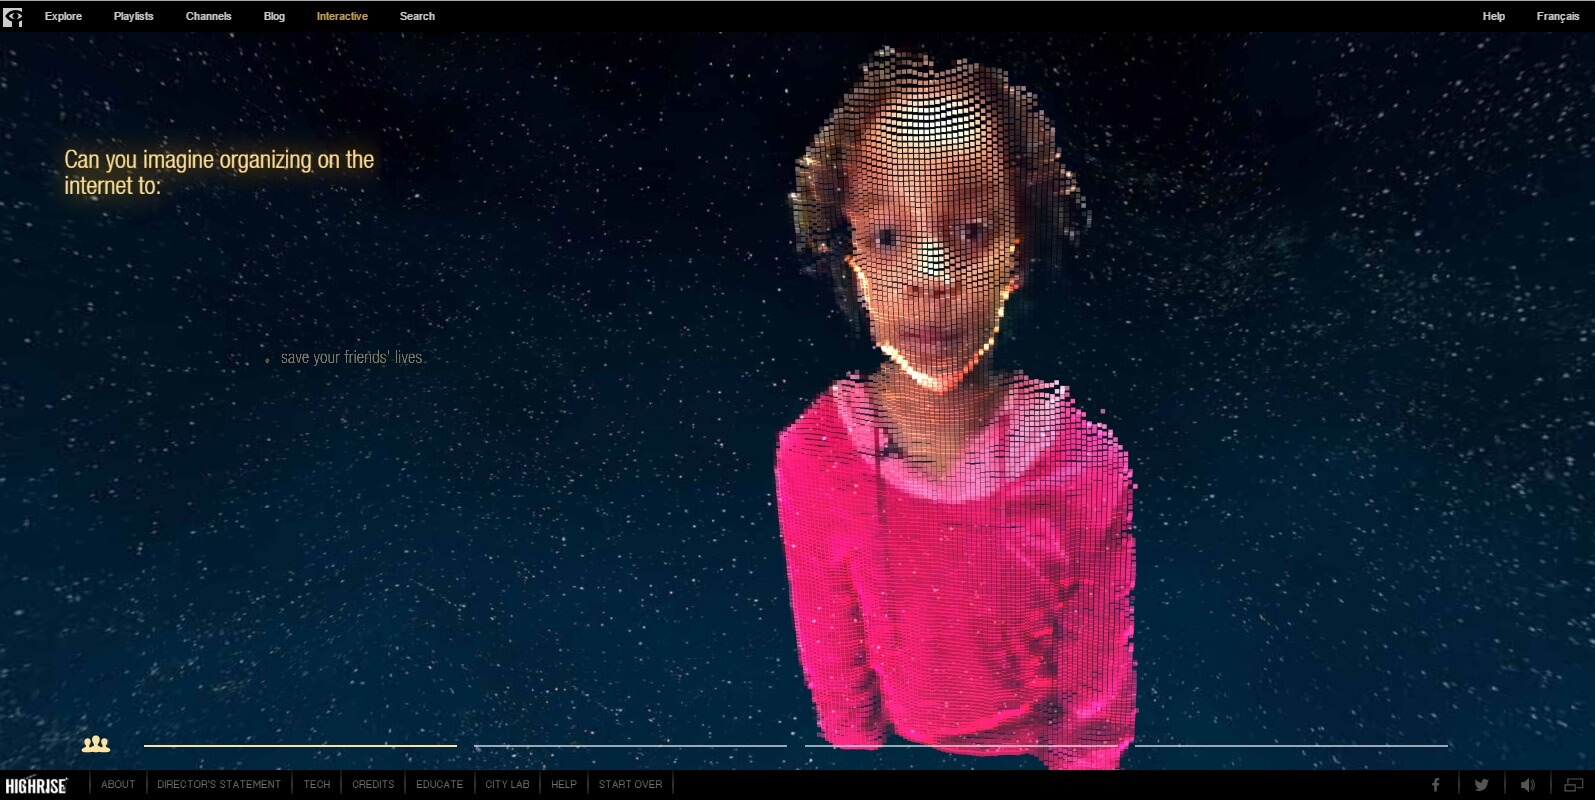 Explore Playlists Channels Blog Interactive Search Help Français
Can you imagine organizing on the
internet to:
save your friends' lives
HIGHRISE ABOUT DIRECTOR'S STATEMENT TECH CREDITS EDUCATE CITY LAB HELP START OVER